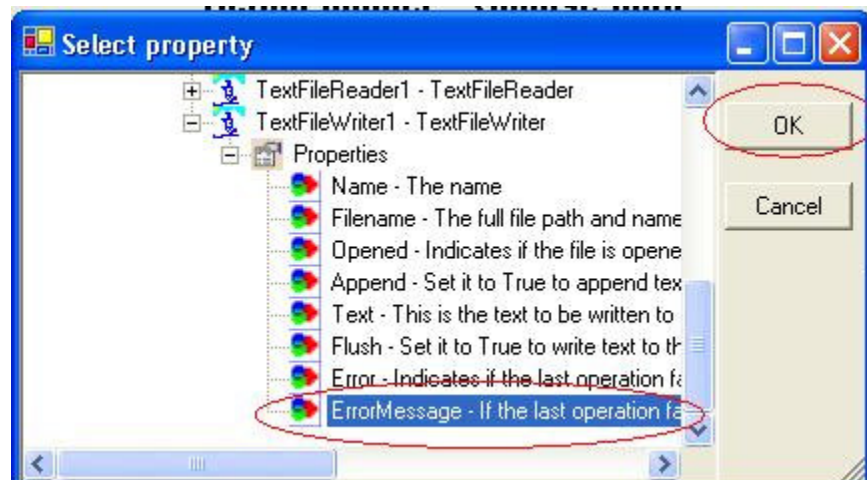 Select property
TextFileReader1 - TextFileReader
TextFileWriter1 - TextFileWriter
Properties
Name - The name
Filename - The full file path and name
Opened - Indicates if the file is opene
Append - Set it to True to append tex
Text - This is the text to be written to
Flush - Set it to True to write text to th
Error - Indicates if the last operation fa
ErrorMessage - If the last operation fa
OK
Cancel